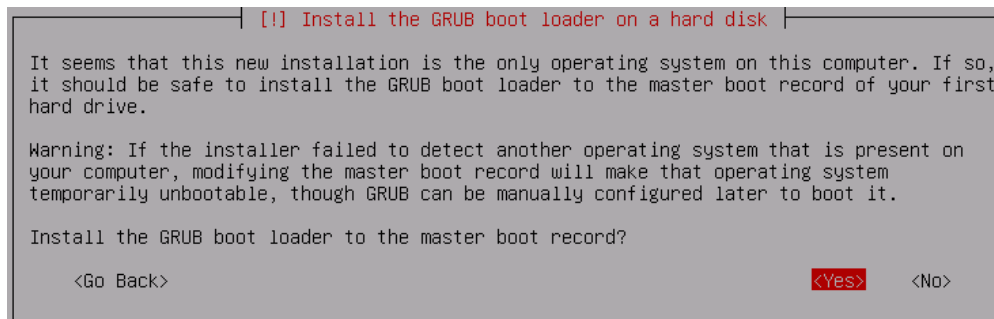 [!] Install the GRUB boot loader on a hard disk
It seems that this new installation is the only operating system on this computer. If so,
it should be safe to install the GRUB boot loader to the master boot record of your first
hard drive.
Warning: If the installer failed to detect another operating system that is present on
your computer, modifying the master boot record will make that operating system
temporarily unbootable, though GRUB can be manually configured later to boot it.
Install the GRUB boot loader to the master boot record?
<Go Back> <Yes> <No>